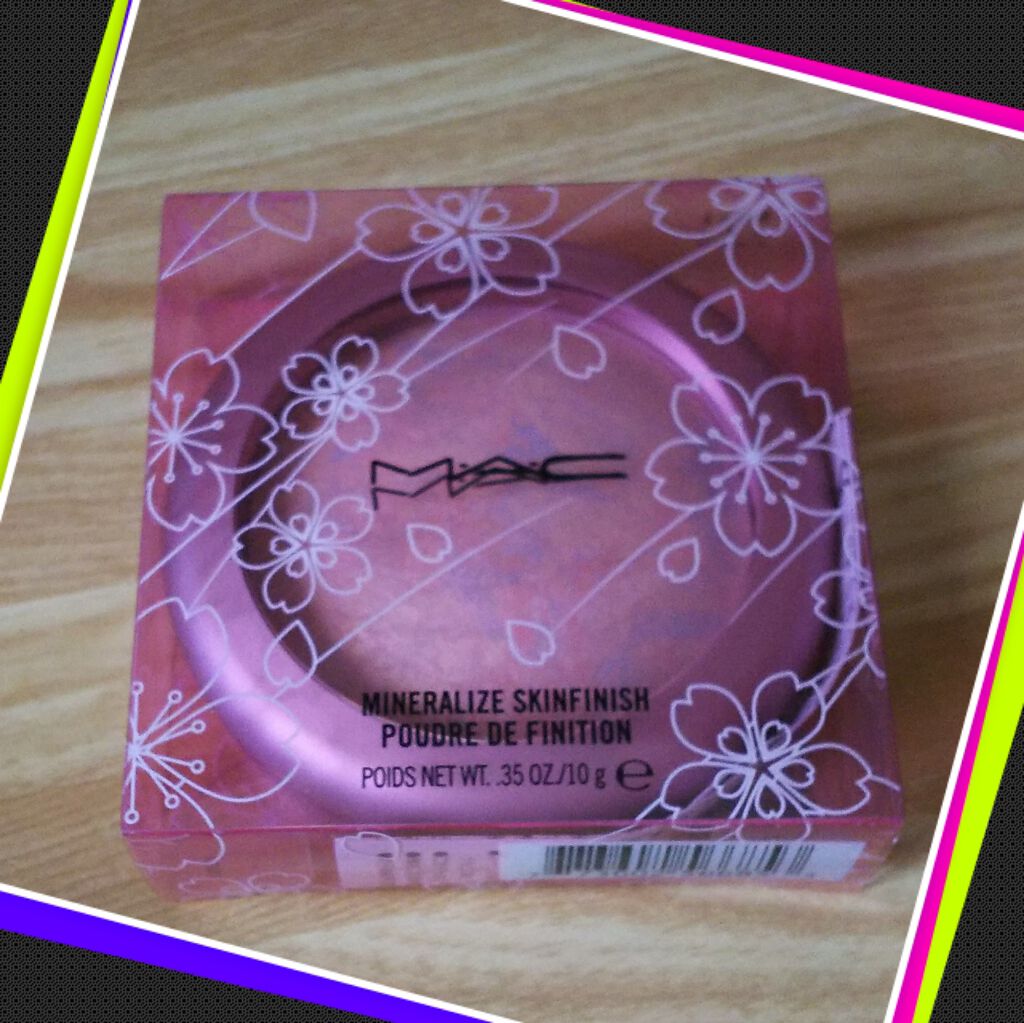 MAC
MINERALIZE SKINFINISH
POUDRE DE FINITION
POIDS NET WT. .35 OZ./10 g ℮